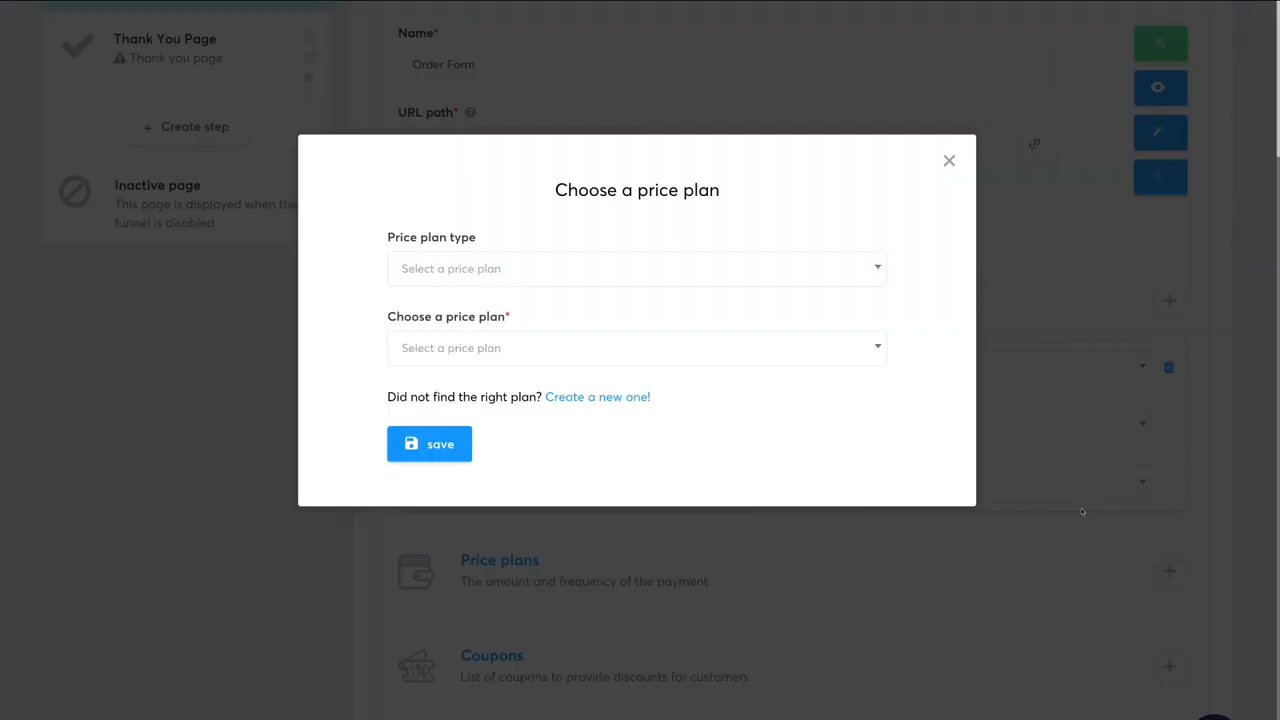 Thank You Page
Thank you page
+ Create step
Inactive page
This page is displayed when the
funnel is disabled
Name*
Order Form
URL path*
Choose a price plan
Price plan type
Select a price plan
Choose a price plan*
Select a price plan
Did not find the right plan? Create a new one!
save
Price plans
The amount and frequency of the payment
Coupons
List of coupons to provide discounts for customers